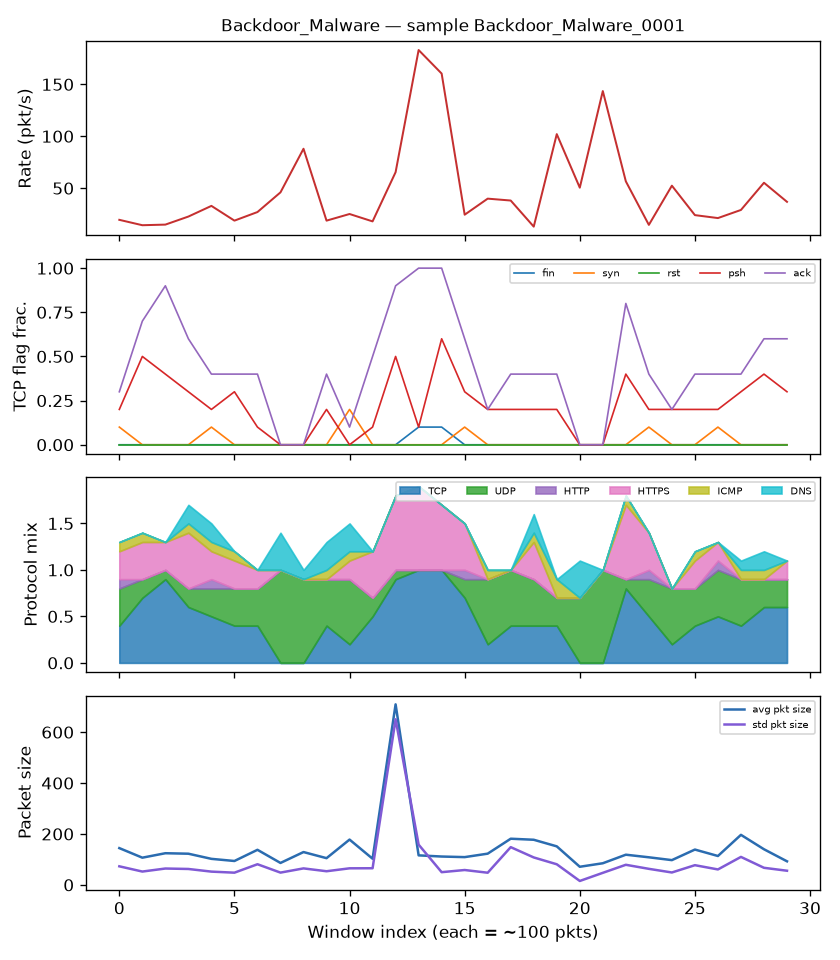 Backdoor_Malware — sample Backdoor_Malware_0001
Rate (pkt/s)
150
100
50
TCP flag frac.
1.00
0.75
0.50
0.25
0.00
fin syn rst psh ack
Protocol mix
1.5
1.0
0.5
0.0
TCP UDP HTTP HTTPS ICMP DNS
Packet size
600
400
200
0
avg pkt size
std pkt size
0 5 10 15 20 25 30
Window index (each = ~100 pkts)